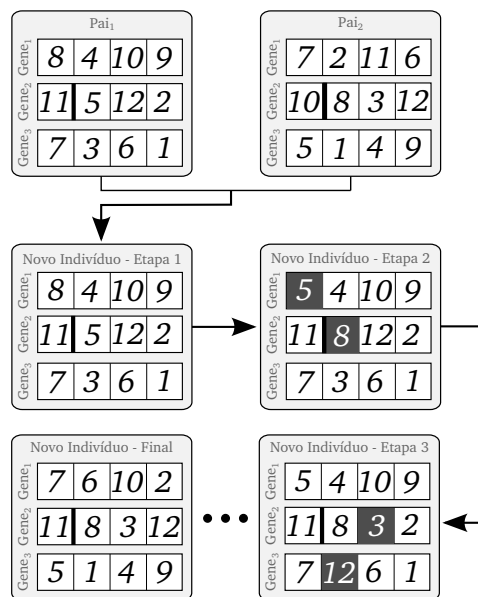 Pai₁
Gene₁ 8 4 10 9
Gene₂ 11 5 12 2
Gene₃ 7 3 6 1
Pai₂
Gene₁ 7 2 11 6
Gene₂ 10 8 3 12
Gene₃ 5 1 4 9
Novo Indivíduo - Etapa 1
Gene₁ 8 4 10 9
Gene₂ 11 5 12 2
Gene₃ 7 3 6 1
Novo Indivíduo - Etapa 2
Gene₁ 5 4 10 9
Gene₂ 11 8 12 2
Gene₃ 7 3 6 1
Novo Indivíduo - Final
Gene₁ 7 6 10 2
Gene₂ 11 8 3 12
Gene₃ 5 1 4 9
Novo Indivíduo - Etapa 3
Gene₁ 5 4 10 9
Gene₂ 11 8 3 2
Gene₃ 7 12 6 1